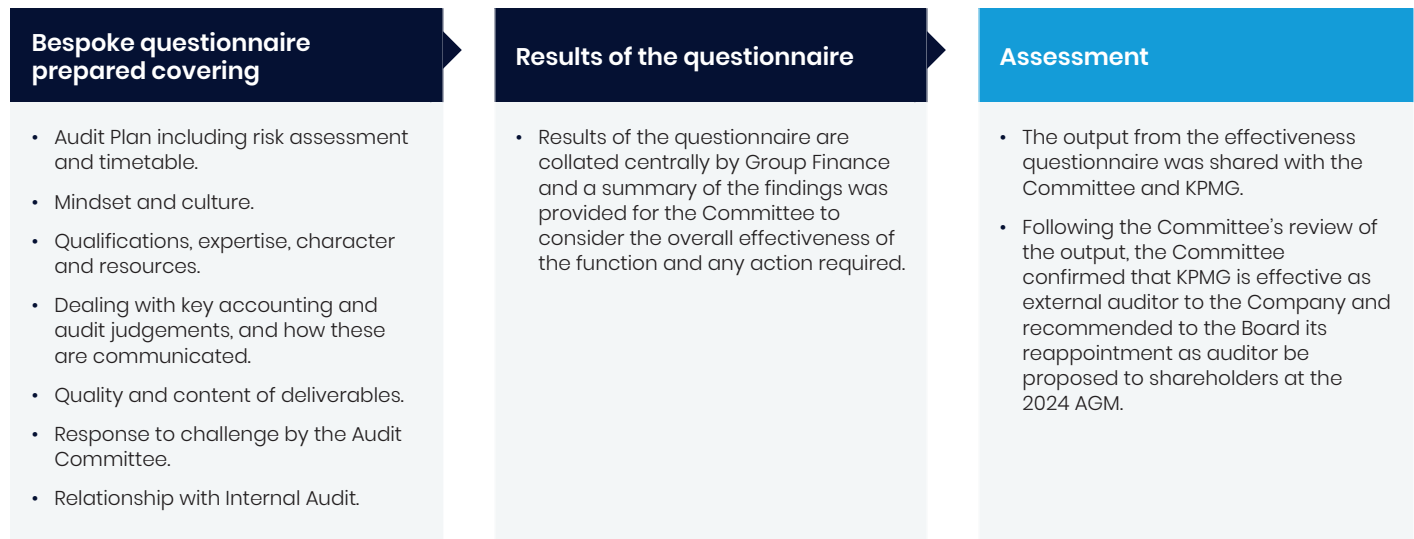 Bespoke questionnaire
prepared covering
• Audit Plan including risk assessment
and timetable.
• Mindset and culture.
• Qualifications, expertise, character
and resources.
• Dealing with key accounting and
audit judgements, and how these
are communicated.
• Quality and content of deliverables.
• Response to challenge by the Audit
Committee.
• Relationship with Internal Audit.
Results of the questionnaire
• Results of the questionnaire are
collated centrally by Group Finance
and a summary of the findings was
provided for the Committee to
consider the overall effectiveness of
the function and any action required.
Assessment
• The output from the effectiveness
questionnaire was shared with the
Committee and KPMG.
• Following the Committee’s review of
the output, the Committee
confirmed that KPMG is effective as
external auditor to the Company and
recommended to the Board its
reappointment as auditor be
proposed to shareholders at the
2024 AGM.